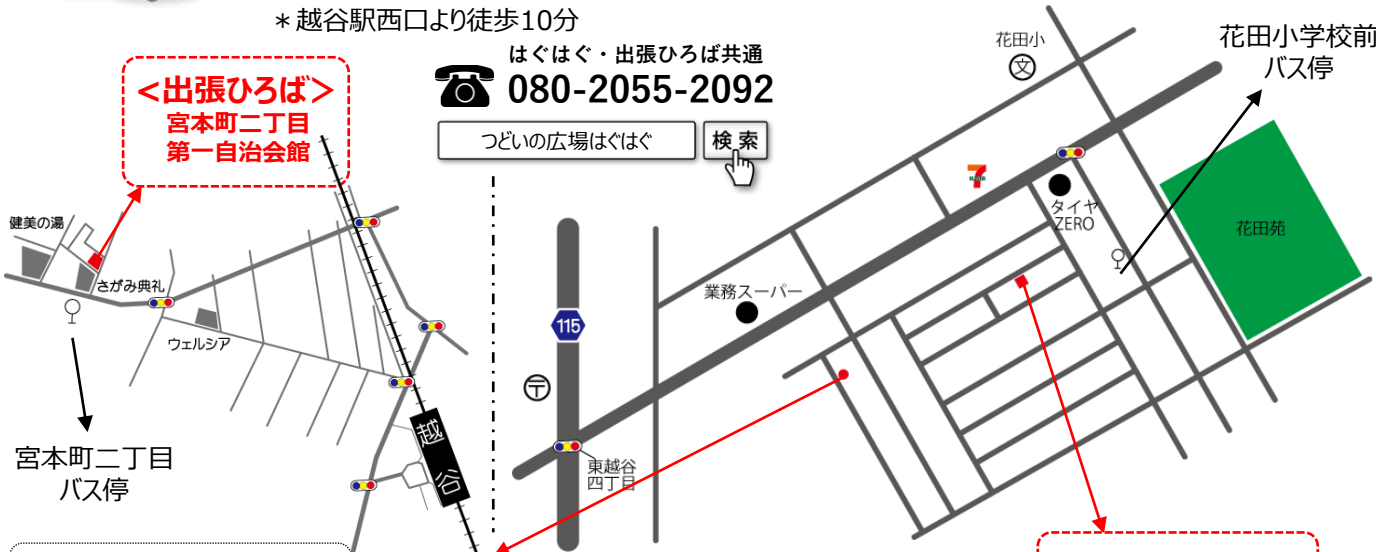 ＊越谷駅西口より徒歩10分
はぐはぐ・出張ひろば共通
080-2055-2092
つどいの広場はぐはぐ
検索
＜出張ひろば＞
宮本町二丁目
第一自治会館
健美の湯
さがみ典礼
ウェルシア
宮本町二丁目
バス停
越谷
115
〒
東越谷
四丁目
業務スーパー
7
タイヤ
ZERO
花田小
文
花田小学校前
バス停
花田苑